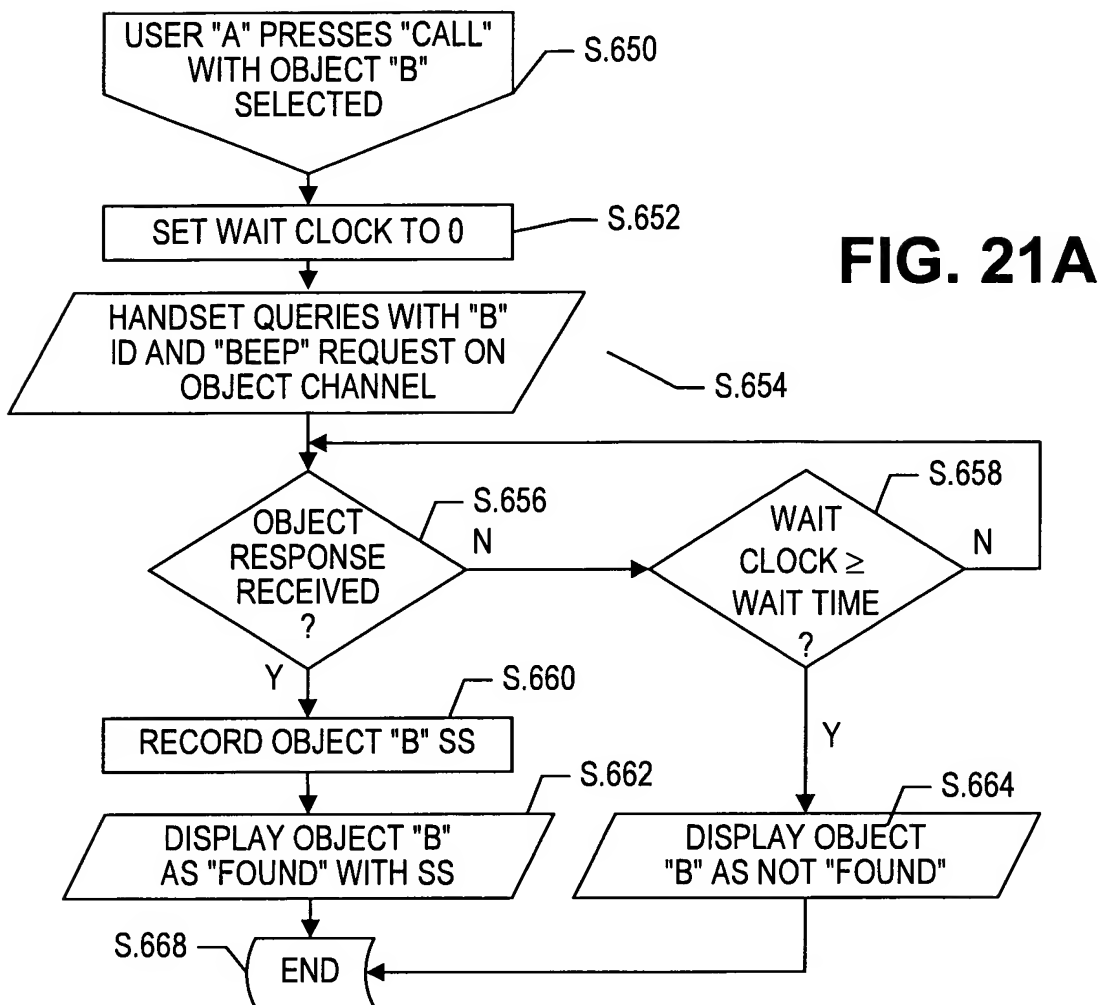 USER "A" PRESSES "CALL"
WITH OBJECT "B"
SELECTED
S.650
SET WAIT CLOCK TO 0
S.652
FIG. 21A
HANDSET QUERIES WITH "B"
ID AND "BEEP" REQUEST ON
OBJECT CHANNEL
S.654
OBJECT
RESPONSE
RECEIVED
?
S.656
N
Y
WAIT
CLOCK ≥
WAIT TIME
?
S.658
N
Y
RECORD OBJECT "B" SS
S.660
DISPLAY OBJECT "B"
AS "FOUND" WITH SS
S.662
DISPLAY OBJECT
"B" AS NOT "FOUND"
S.664
S.668
END